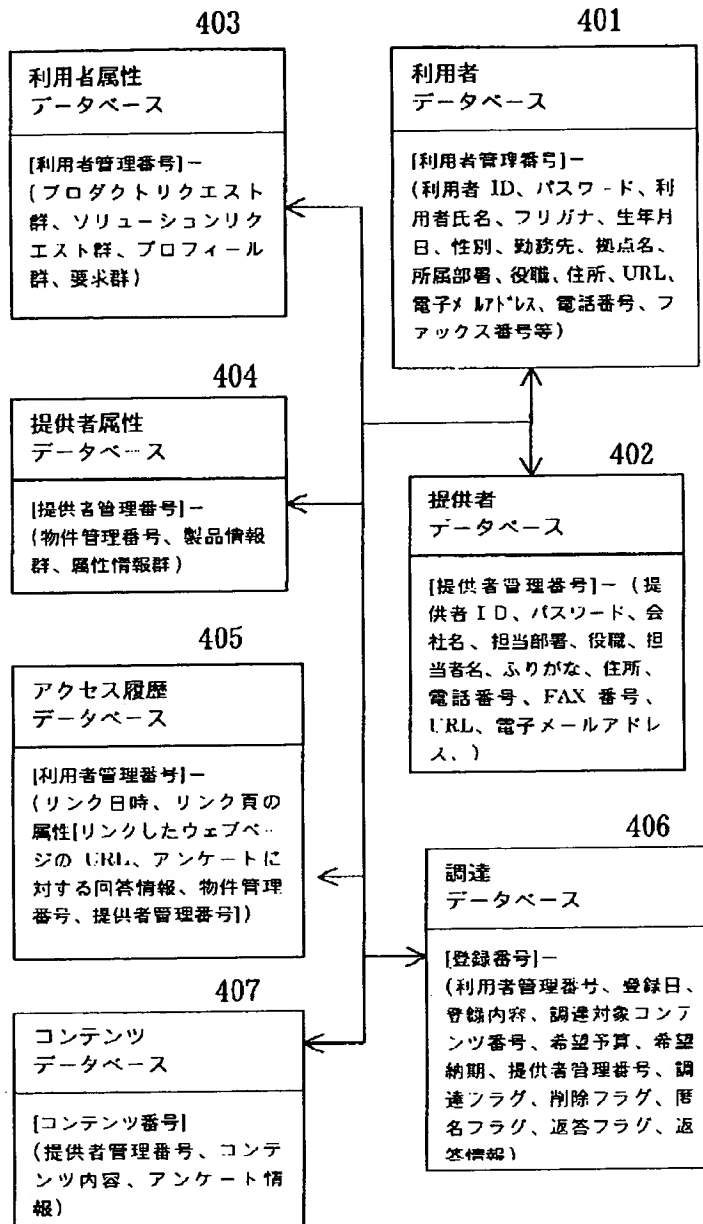 403
利用者属性
データベース
[利用者管理番号]－
(プロダクトリクエスト
群、ソリューションリク
エスト群、プロフィール
群、要求群)
401
利用者
データベース
[利用者管理番号]－
(利用者 ID、パスワード、利
用者氏名、フリガナ、生年月
日、性別、勤務先、拠点名、
所属部署、役職、住所、URL、
電子メールアドレス、電話番号、フ
ァックス番号等)
404
提供者属性
データベース
[提供者管理番号]－
(物件管理番号、製品情報
群、属性情報群)
402
提供者
データベース
[提供者管理番号]－ (提
供者 ID、パスワード、会
社名、担当部署、役職、担
当者名、ふりがな、住所、
電話番号、FAX 番号、
URL、電子メールアドレ
ス、)
405
アクセス履歴
データベース
[利用者管理番号]－
(リンク日時、リンク頁の
属性[リンクしたウェブペー
ジの URL、アンケートに
対する回答情報、物件管理
番号、提供者管理番号])
406
調達
データベース
[登録番号]－
(利用者管理番号、登録日、
登録内容、調達対象コンテ
ンツ番号、希望予算、希望
納期、提供者管理番号、調
達フラグ、削除フラグ、匿
名フラグ、返答フラグ、返
答情報)
407
コンテンツ
データベース
[コンテンツ番号]
(提供者管理番号、コンテ
ンツ内容、アンケート情
報)